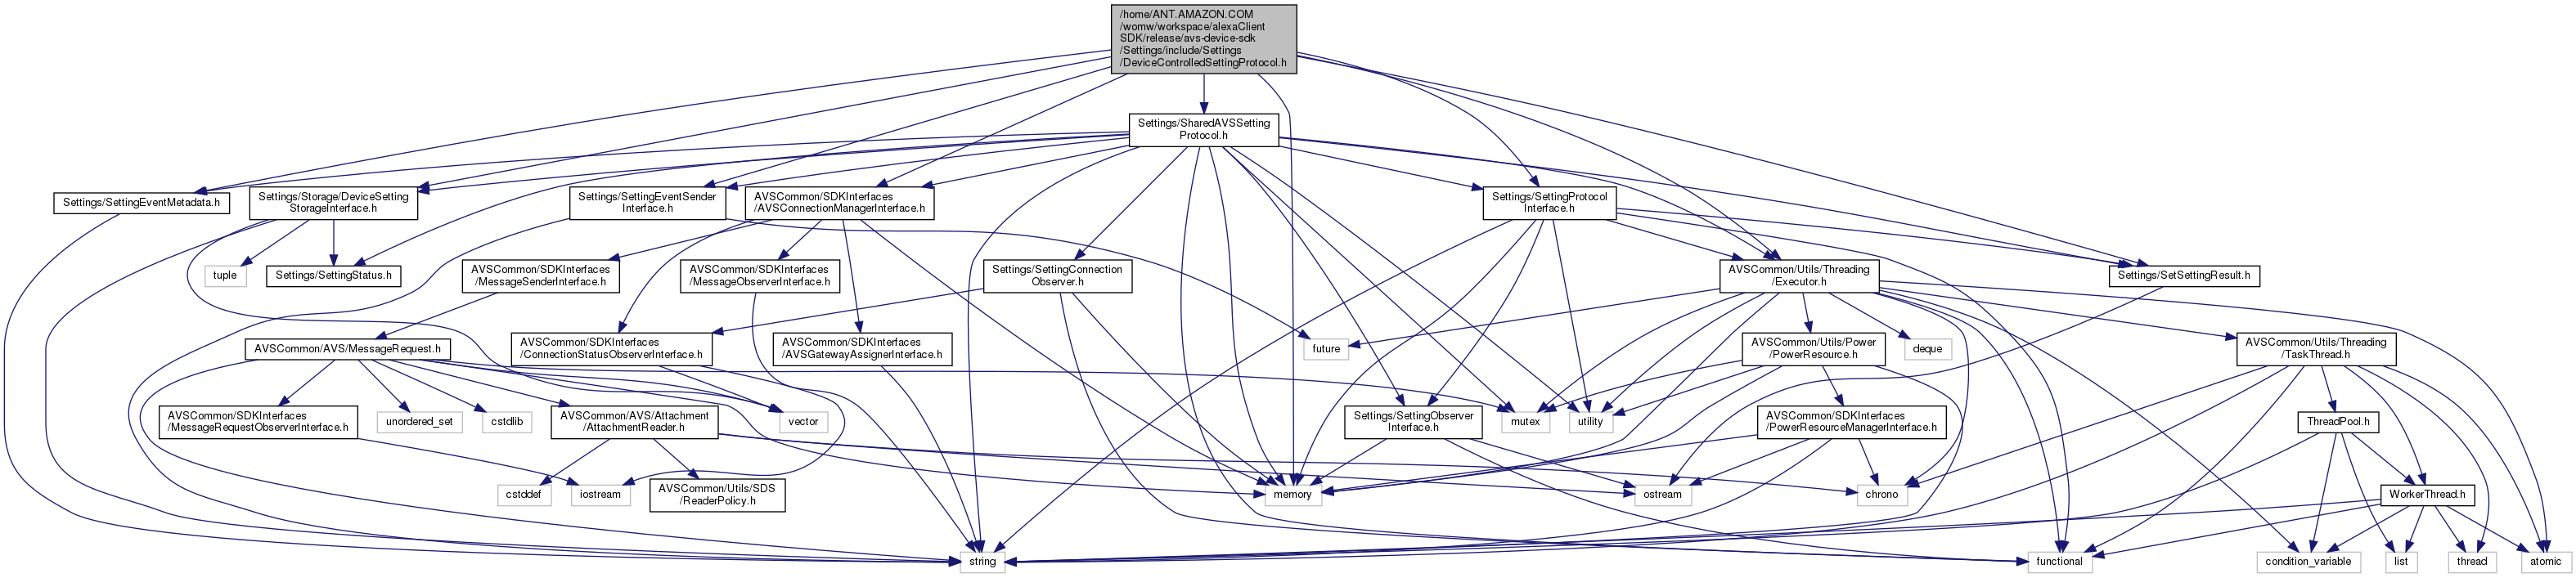 /home/ANT.AMAZON.COM
/womw/workspace/alexaClient
SDK/release/avs-device-sdk
/Settings/include/Settings
/DeviceControlledSettingProtocol.h
Settings/SharedAVSSetting
Protocol.h
Settings/SettingEventMetadata.h
Settings/Storage/DeviceSetting
StorageInterface.h
Settings/SettingEventSender
Interface.h
AVSCommon/SDKInterfaces
/AVSConnectionManagerInterface.h
Settings/SettingProtocol
Interface.h
tuple
Settings/SettingStatus.h
AVSCommon/SDKInterfaces
/MessageSenderInterface.h
AVSCommon/SDKInterfaces
/MessageObserverInterface.h
Settings/SettingConnection
Observer.h
AVSCommon/Utils/Threading
/Executor.h
Settings/SetSettingResult.h
AVSCommon/AVS/MessageRequest.h
AVSCommon/SDKInterfaces
/ConnectionStatusObserverInterface.h
AVSCommon/SDKInterfaces
/AVSGatewayAssignerInterface.h
future
AVSCommon/Utils/Power
/PowerResource.h
deque
AVSCommon/Utils/Threading
/TaskThread.h
AVSCommon/SDKInterfaces
/MessageRequestObserverInterface.h
unordered_set
cstdlib
AVSCommon/AVS/Attachment
/AttachmentReader.h
vector
Settings/SettingObserver
Interface.h
mutex
utility
AVSCommon/SDKInterfaces
/PowerResourceManagerInterface.h
ThreadPool.h
cstddef
iostream
AVSCommon/Utils/SDS
/ReaderPolicy.h
memory
ostream
chrono
WorkerThread.h
string
functional
condition_variable
list
thread
atomic